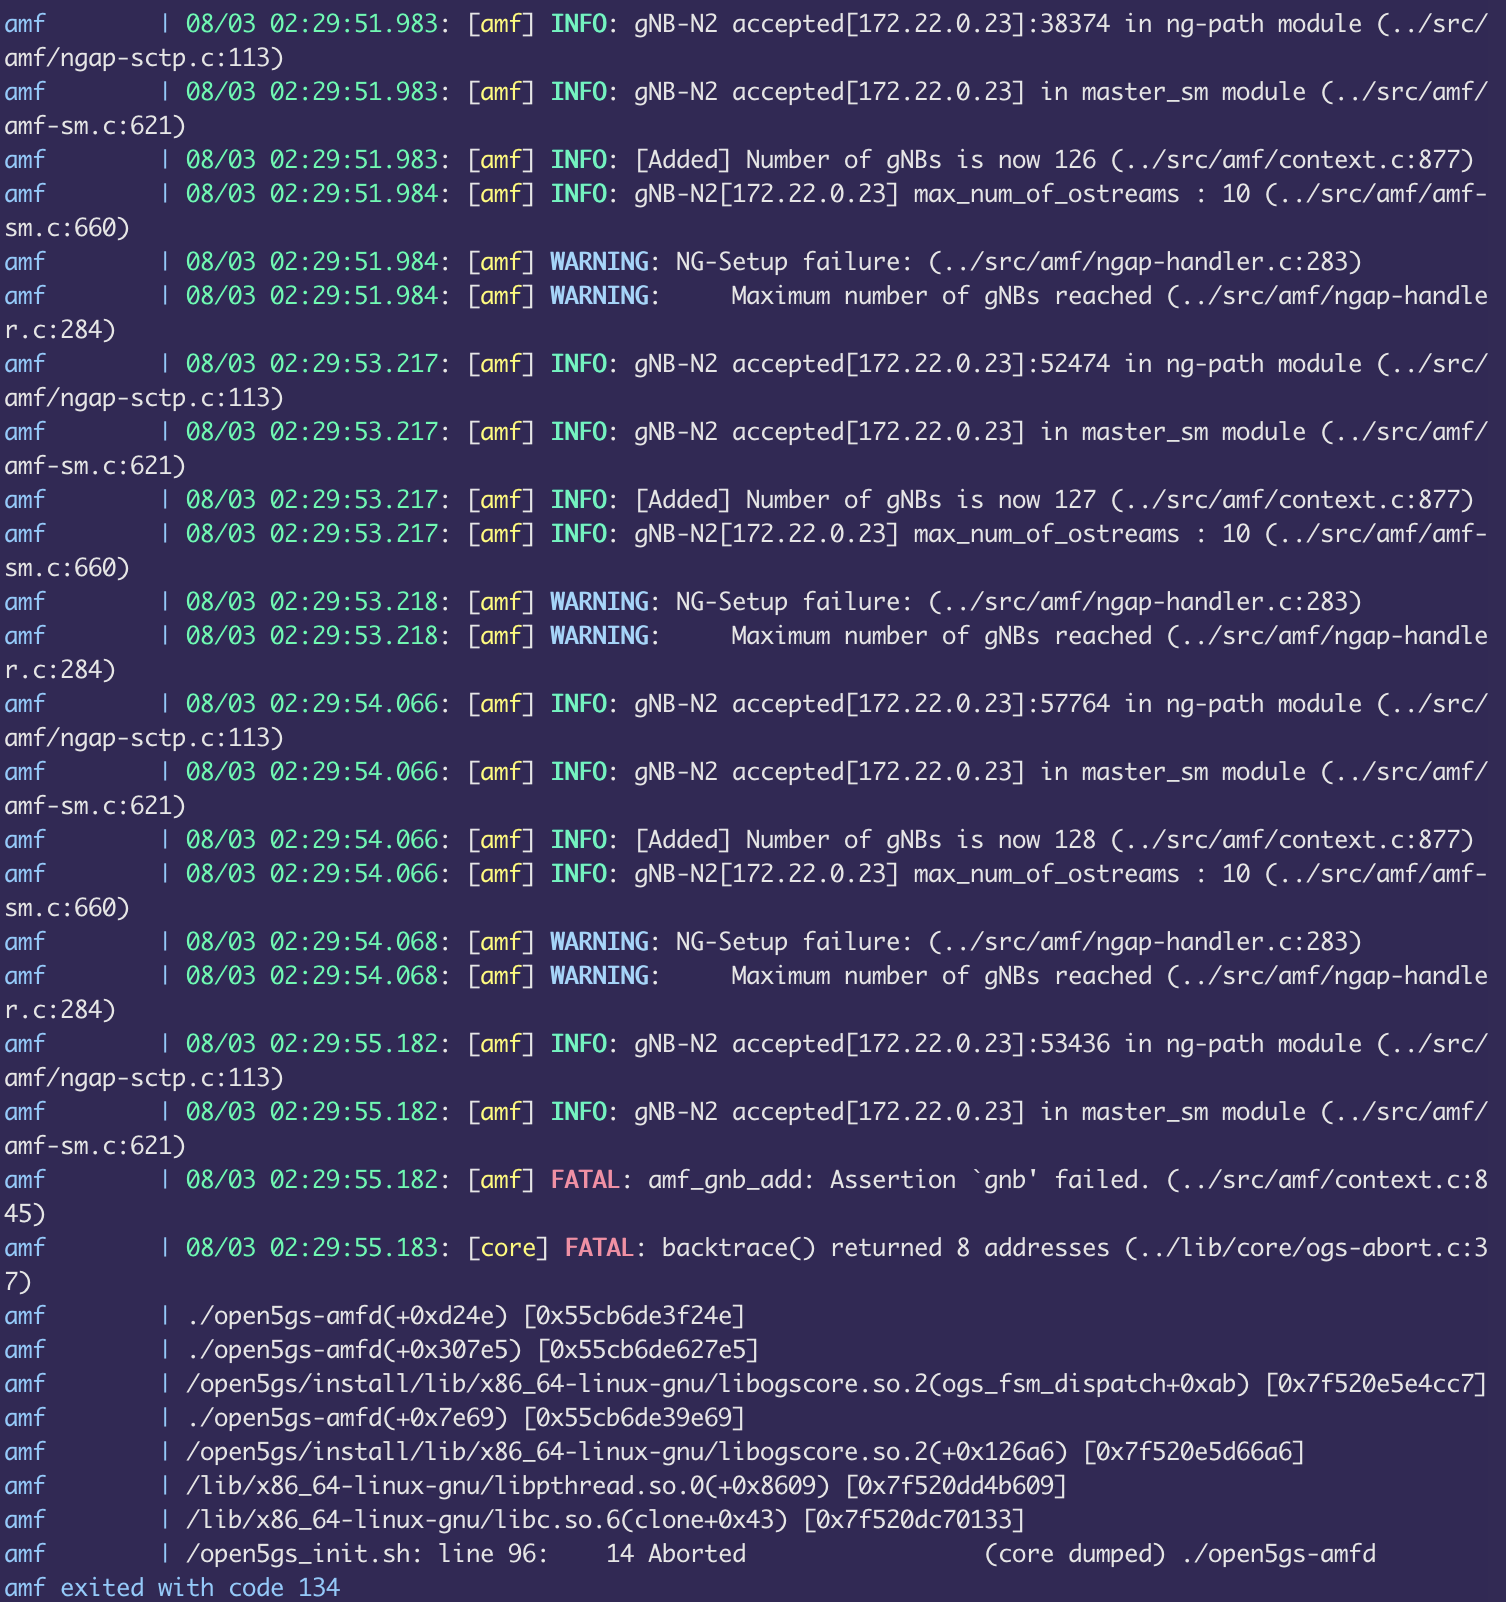 amf        | 08/03 02:29:51.983: [amf] INFO: gNB-N2 accepted[172.22.0.23]:38374 in ng-path module (../src/
amf/ngap-sctp.c:113)
amf        | 08/03 02:29:51.983: [amf] INFO: gNB-N2 accepted[172.22.0.23] in master_sm module (../src/amf/
amf-sm.c:621)
amf        | 08/03 02:29:51.983: [amf] INFO: [Added] Number of gNBs is now 126 (../src/amf/context.c:877)
amf        | 08/03 02:29:51.984: [amf] INFO: gNB-N2[172.22.0.23] max_num_of_ostreams : 10 (../src/amf/amf-
sm.c:660)
amf        | 08/03 02:29:51.984: [amf] WARNING: NG-Setup failure: (../src/amf/ngap-handler.c:283)
amf        | 08/03 02:29:51.984: [amf] WARNING:     Maximum number of gNBs reached (../src/amf/ngap-handle
r.c:284)
amf        | 08/03 02:29:53.217: [amf] INFO: gNB-N2 accepted[172.22.0.23]:52474 in ng-path module (../src/
amf/ngap-sctp.c:113)
amf        | 08/03 02:29:53.217: [amf] INFO: gNB-N2 accepted[172.22.0.23] in master_sm module (../src/amf/
amf-sm.c:621)
amf        | 08/03 02:29:53.217: [amf] INFO: [Added] Number of gNBs is now 127 (../src/amf/context.c:877)
amf        | 08/03 02:29:53.217: [amf] INFO: gNB-N2[172.22.0.23] max_num_of_ostreams : 10 (../src/amf/amf-
sm.c:660)
amf        | 08/03 02:29:53.218: [amf] WARNING: NG-Setup failure: (../src/amf/ngap-handler.c:283)
amf        | 08/03 02:29:53.218: [amf] WARNING:     Maximum number of gNBs reached (../src/amf/ngap-handle
r.c:284)
amf        | 08/03 02:29:54.066: [amf] INFO: gNB-N2 accepted[172.22.0.23]:57764 in ng-path module (../src/
amf/ngap-sctp.c:113)
amf        | 08/03 02:29:54.066: [amf] INFO: gNB-N2 accepted[172.22.0.23] in master_sm module (../src/amf/
amf-sm.c:621)
amf        | 08/03 02:29:54.066: [amf] INFO: [Added] Number of gNBs is now 128 (../src/amf/context.c:877)
amf        | 08/03 02:29:54.066: [amf] INFO: gNB-N2[172.22.0.23] max_num_of_ostreams : 10 (../src/amf/amf-
sm.c:660)
amf        | 08/03 02:29:54.068: [amf] WARNING: NG-Setup failure: (../src/amf/ngap-handler.c:283)
amf        | 08/03 02:29:54.068: [amf] WARNING:     Maximum number of gNBs reached (../src/amf/ngap-handle
r.c:284)
amf        | 08/03 02:29:55.182: [amf] INFO: gNB-N2 accepted[172.22.0.23]:53436 in ng-path module (../src/
amf/ngap-sctp.c:113)
amf        | 08/03 02:29:55.182: [amf] INFO: gNB-N2 accepted[172.22.0.23] in master_sm module (../src/amf/
amf-sm.c:621)
amf        | 08/03 02:29:55.182: [amf] FATAL: amf_gnb_add: Assertion `gnb' failed. (../src/amf/context.c:8
45)
amf        | 08/03 02:29:55.183: [core] FATAL: backtrace() returned 8 addresses (../lib/core/ogs-abort.c:3
7)
amf        | ./open5gs-amfd(+0xd24e) [0x55cb6de3f24e]
amf        | ./open5gs-amfd(+0x307e5) [0x55cb6de627e5]
amf        | /open5gs/install/lib/x86_64-linux-gnu/libogscore.so.2(ogs_fsm_dispatch+0xab) [0x7f520e5e4cc7]
amf        | ./open5gs-amfd(+0x7e69) [0x55cb6de39e69]
amf        | /open5gs/install/lib/x86_64-linux-gnu/libogscore.so.2(+0x126a6) [0x7f520e5d66a6]
amf        | /lib/x86_64-linux-gnu/libpthread.so.0(+0x8609) [0x7f520dd4b609]
amf        | /lib/x86_64-linux-gnu/libc.so.6(clone+0x43) [0x7f520dc70133]
amf        | /open5gs_init.sh: line 96:    14 Aborted                 (core dumped) ./open5gs-amfd
amf exited with code 134